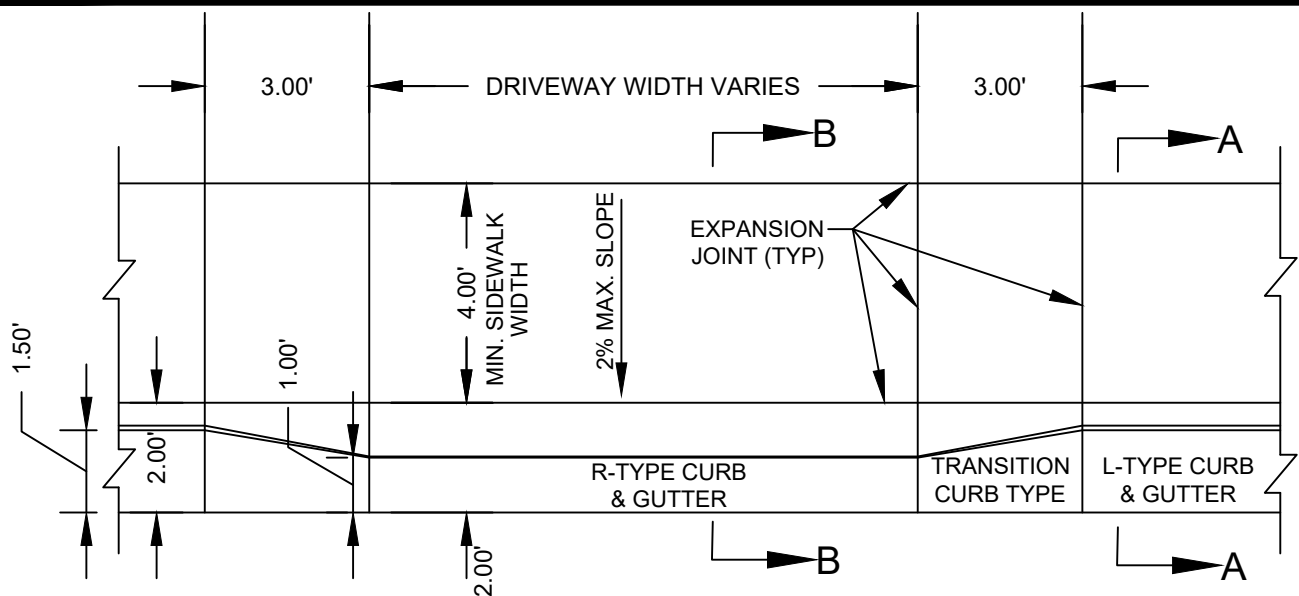 3.00'
DRIVEWAY WIDTH VARIES
3.00'
B
A
EXPANSION
JOINT (TYP)
4.00'
MIN. SIDEWALK
WIDTH
2% MAX. SLOPE
1.50'
2.00'
1.00'
R-TYPE CURB
& GUTTER
TRANSITION
CURB TYPE
L-TYPE CURB
& GUTTER
2.00'
B
A